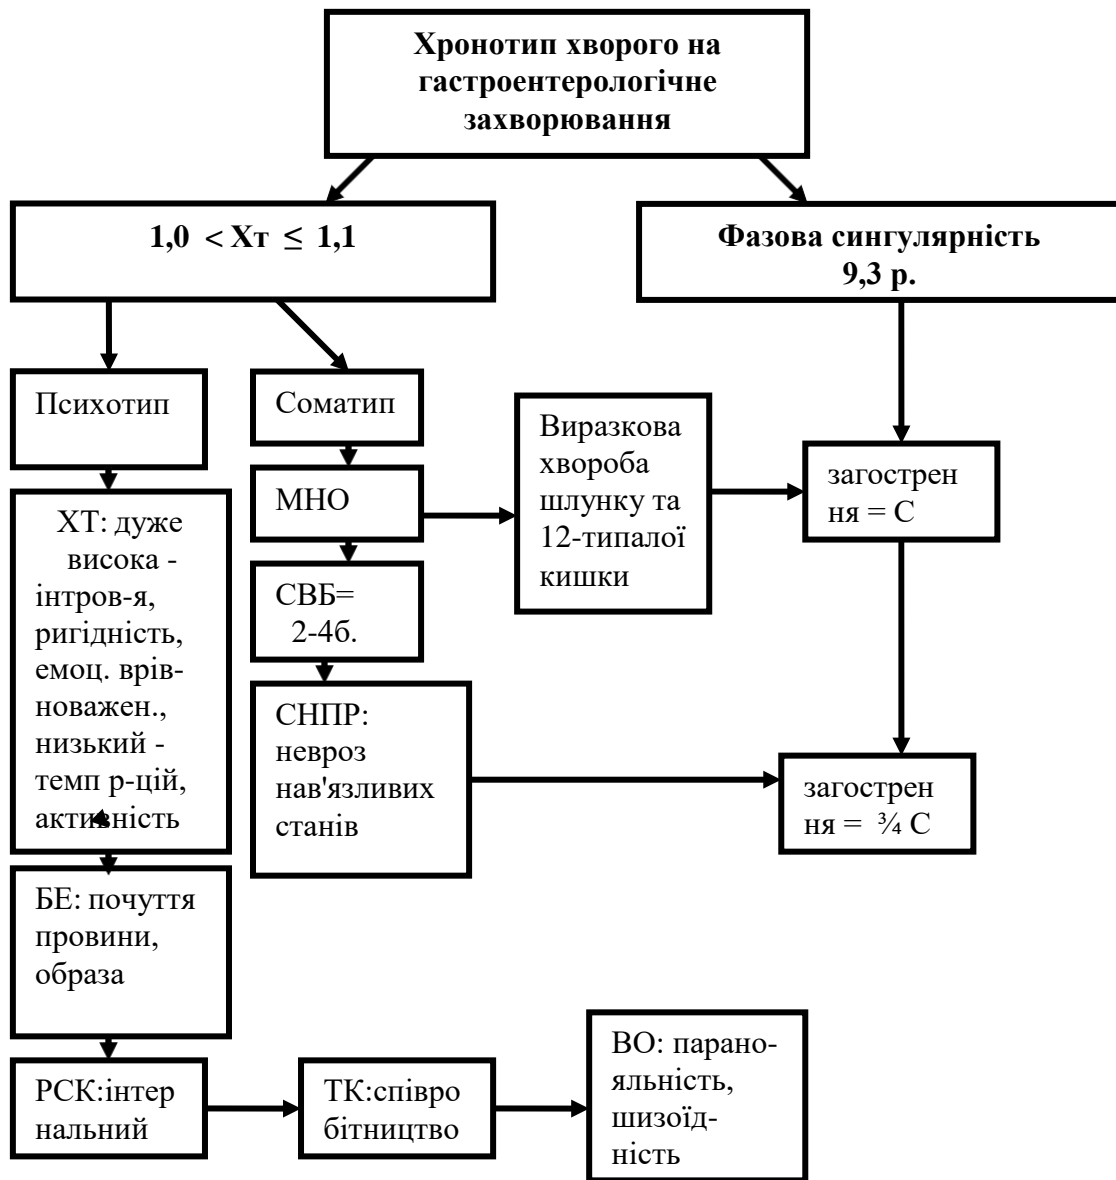 Хронотип хворого на
гастроентерологічне
захворювання
1,0 < Хт ≤ 1,1
Фазова сингулярність
9,3 р.
Психотип
Соматип
Виразкова
хвороба
шлунку та
12-типалої
кишки
загострен
ня = С
МНО
ХТ: дуже
висока -
інтров-я,
ригідність,
емоц. врів-
новажен.,
низький -
темп р-цій,
активність
СВБ=
2-4б.
СНПР:
невроз
нав'язливих
станів
загострен
ня = ¾ С
БЕ: почуття
провини,
образа
РСК:інтер
нальний
ТК:співро
бітництво
ВО: парано-
яльність,
шизоїд-
ність